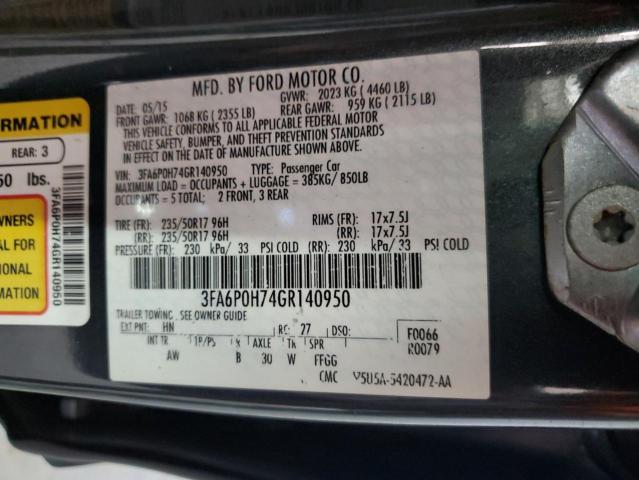 MFD. BY FORD MOTOR CO.
DATE: 05/15 GVWR: 2023 KG ( 4460 LB)
FRONT GAWR: 1068 KG ( 2355 LB) REAR GAWR: 959 KG ( 2115 LB)
THIS VEHICLE CONFORMS TO ALL APPLICABLE FEDERAL MOTOR
VEHICLE SAFETY, BUMPER, AND THEFT PREVENTION STANDARDS
IN EFFECT ON THE DATE OF MANUFACTURE SHOWN ABOVE.
VIN: 3FA6P0H74GR140950 TYPE: Passenger Car
MAXIMUM LOAD = OCCUPANTS + LUGGAGE = 385KG/ 850LB
OCCUPANTS = 5 TOTAL: 2 FRONT, 3 REAR
TIRE (FR): 235/50R17 96H RIMS (FR): 17x7.5J
(RR): 235/50R17 96H (RR): 17x7.5J
PRESSURE (FR): 230 kPa/ 33 PSI COLD (RR): 230 kPa/ 33 PSI COLD
3FA6P0H74GR140950
TRAILER TOWING - SEE OWNER GUIDE
EXT PNT: HN RC: 27 DSO: F0066
INT TR TP/PS R AXLE TR SPR R0079
AW B 30 W FFGG
CMC
ORMATION
REAR: 3
50 lbs.
3FA6P0H74GR140950
WNERS
AL FOR
IONAL
RMATION